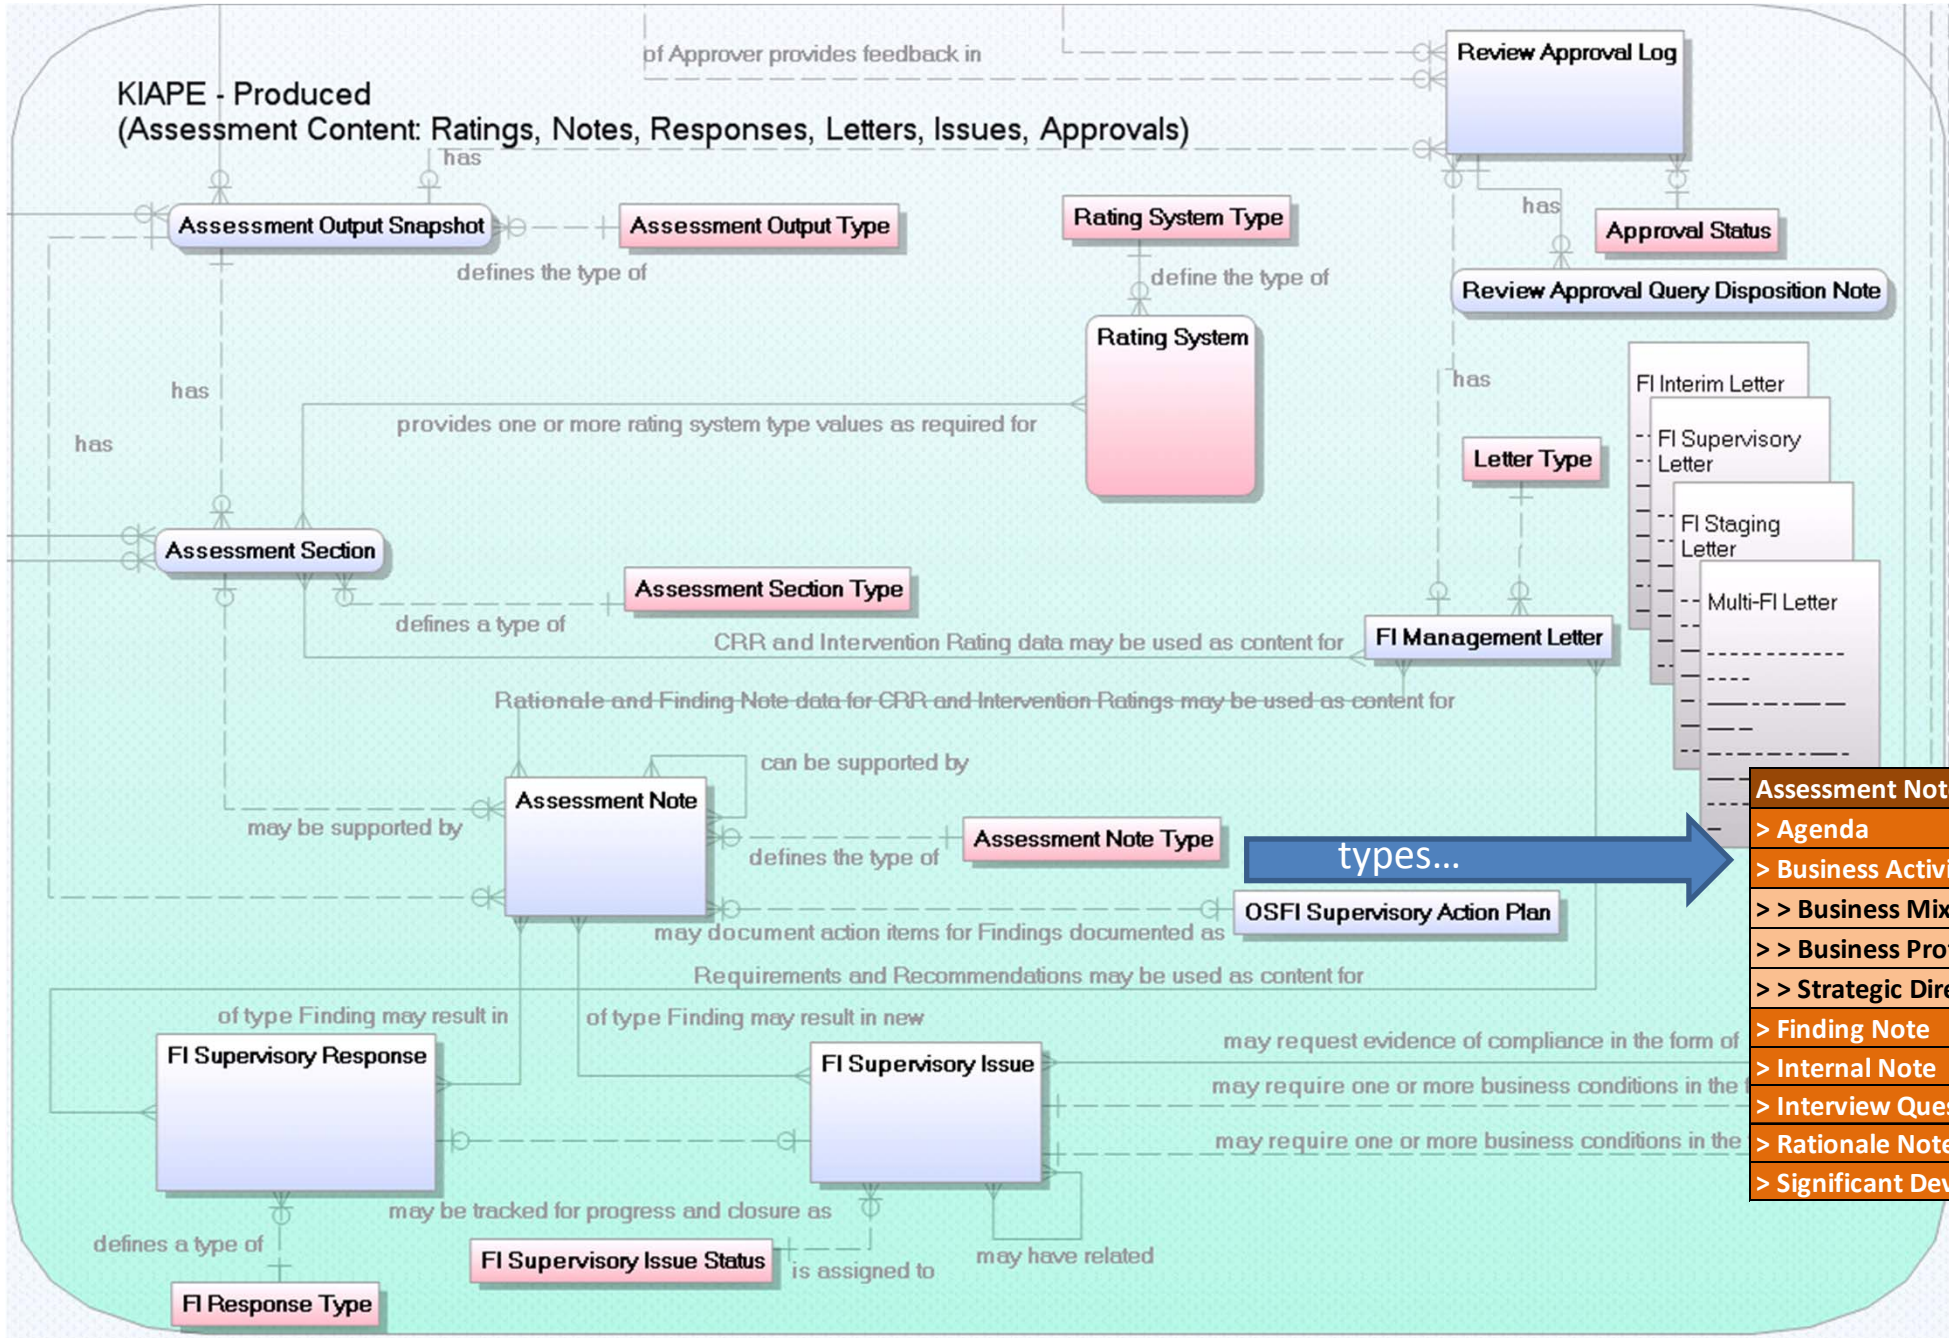 of Approver provides feedback in
Review Approval Log
KIAPE - Produced
(Assessment Content: Ratings, Notes, Responses, Letters, Issues, Approvals)
has
Assessment Output Snapshot
Assessment Output Type
defines the type of
Rating System Type
define the type of
has
Approval Status
Review Approval Query Disposition Note
Rating System
has
has
provides one or more rating system type values as required for
has
Letter Type
FI Interim Letter
FI Supervisory
Letter
FI Staging
Letter
Multi-FI Letter
Assessment Section
Assessment Section Type
defines a type of
CRR and Intervention Rating data may be used as content for
FI Management Letter
Rationale and Finding Note data for CRR and Intervention Ratings may be used as content for
can be supported by
Assessment Note
may be supported by
defines the type of
Assessment Note Type
types...
may document action items for Findings documented as
OSFI Supervisory Action Plan
Requirements and Recommendations may be used as content for
of type Finding may result in
of type Finding may result in new
FI Supervisory Response
FI Supervisory Issue
may request evidence of compliance in the form of
may require one or more business conditions in the
may require one or more business conditions in the
may be tracked for progress and closure as
defines a type of
FI Response Type
FI Supervisory Issue Status
is assigned to
may have related
Assessment Not
> Agenda
> Business Activi
> > Business Mix
> > Business Pro
> > Strategic Dire
> Finding Note
> Internal Note
> Interview Ques
> Rationale Note
> Significant Dev